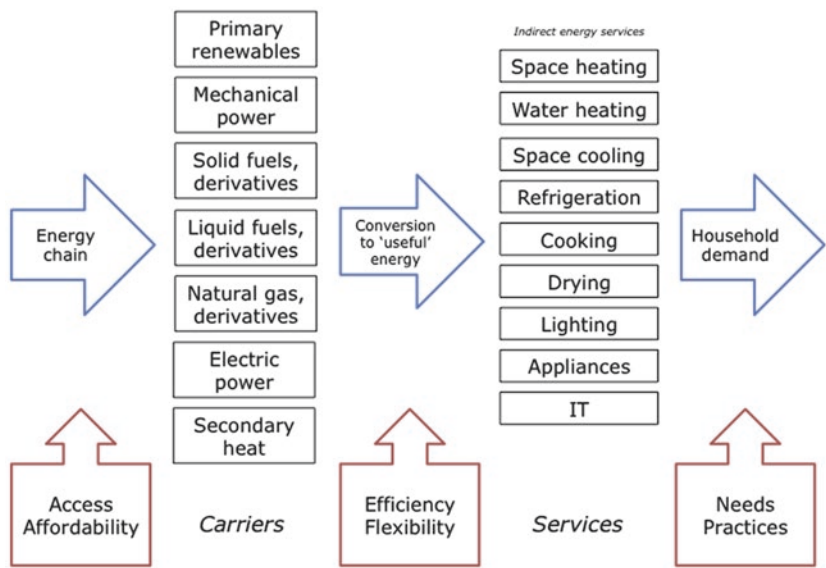 Energy
chain
Access
Affordability
Primary
renewables
Mechanical
power
Solid fuels,
derivatives
Liquid fuels,
derivatives
Natural gas,
derivatives
Electric
power
Secondary
heat
Carriers
Conversion
to ‘useful’
energy
Efficiency
Flexibility
Indirect energy services
Space heating
Water heating
Space cooling
Refrigeration
Cooking
Drying
Lighting
Appliances
IT
Services
Household
demand
Needs
Practices